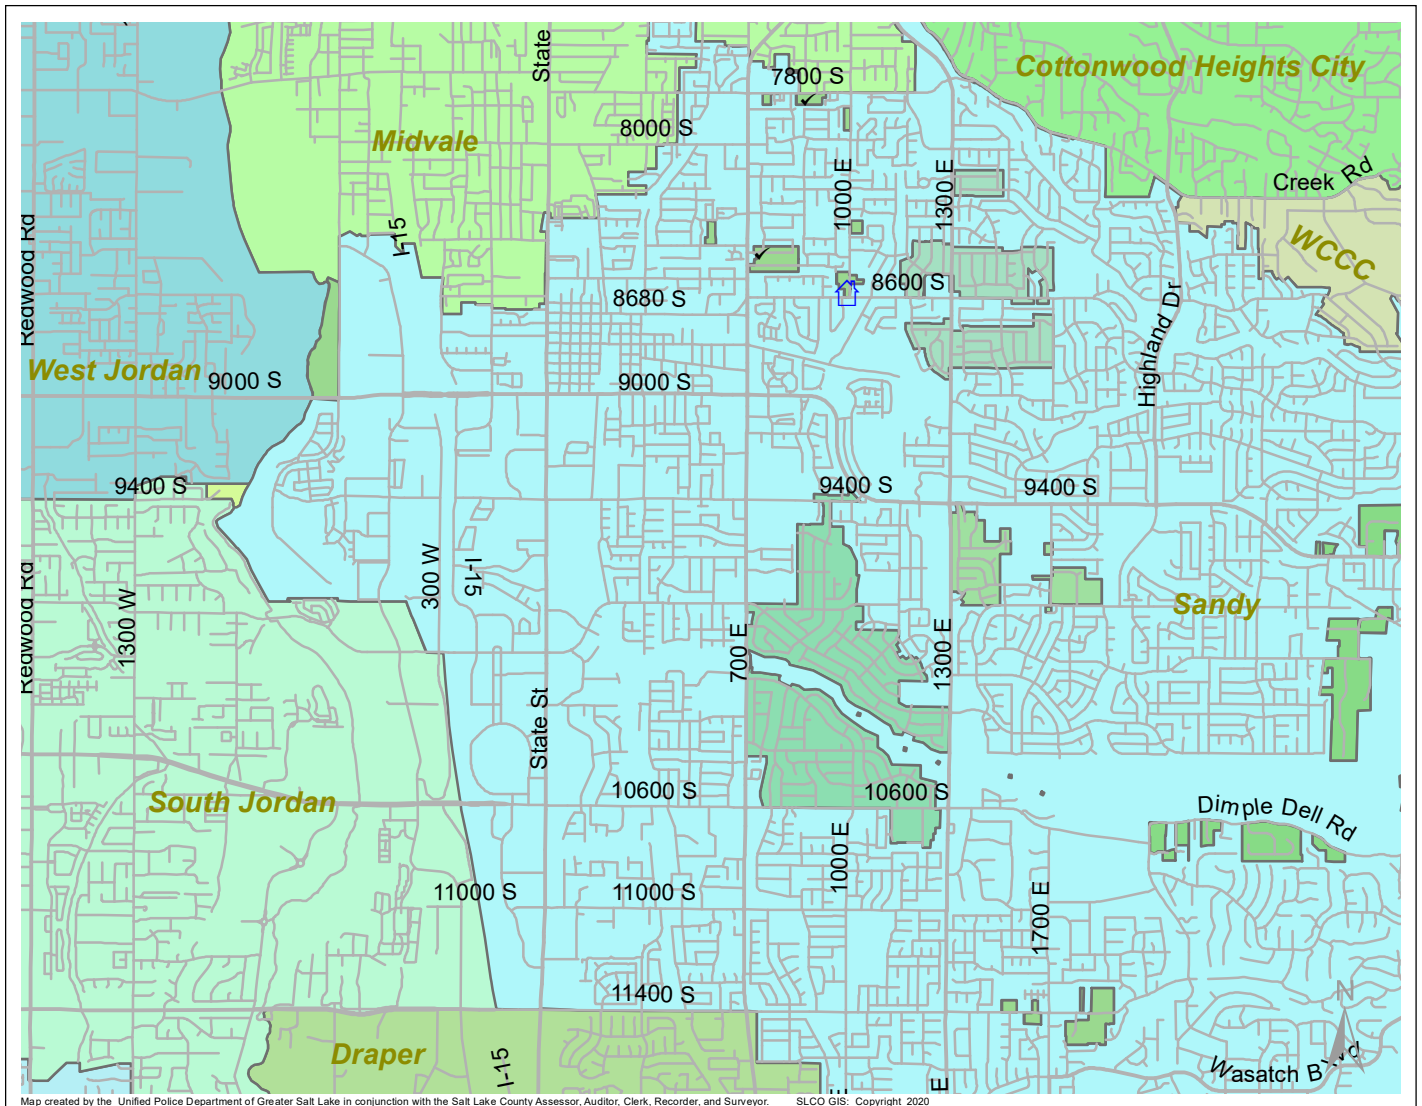 State
7800 S
Cottonwood Heights City
Midvale
8000 S
Creek Rd
1000 E
1300 E
WCCC
I-15
Redwood Rd
8600 S
8680 S
Highland Dr
West Jordan
9000 S
9000 S
9400 S
9400 S
9400 S
300 W
I-15
Redwood Rd
1300 W
700 E
1300 E
Sandy
State St
10600 S
10600 S
South Jordan
Dimple Dell Rd
1000 E
11000 S
11000 S
1700 E
11400 S
N
Draper
I-15
Wasatch Blvd
E
E
Map created by the Unified Police Department of Greater Salt Lake in conjunction with the Salt Lake County Assessor, Auditor, Clerk, Recorder, and Surveyor. SLCO GIS: Copyright 2020